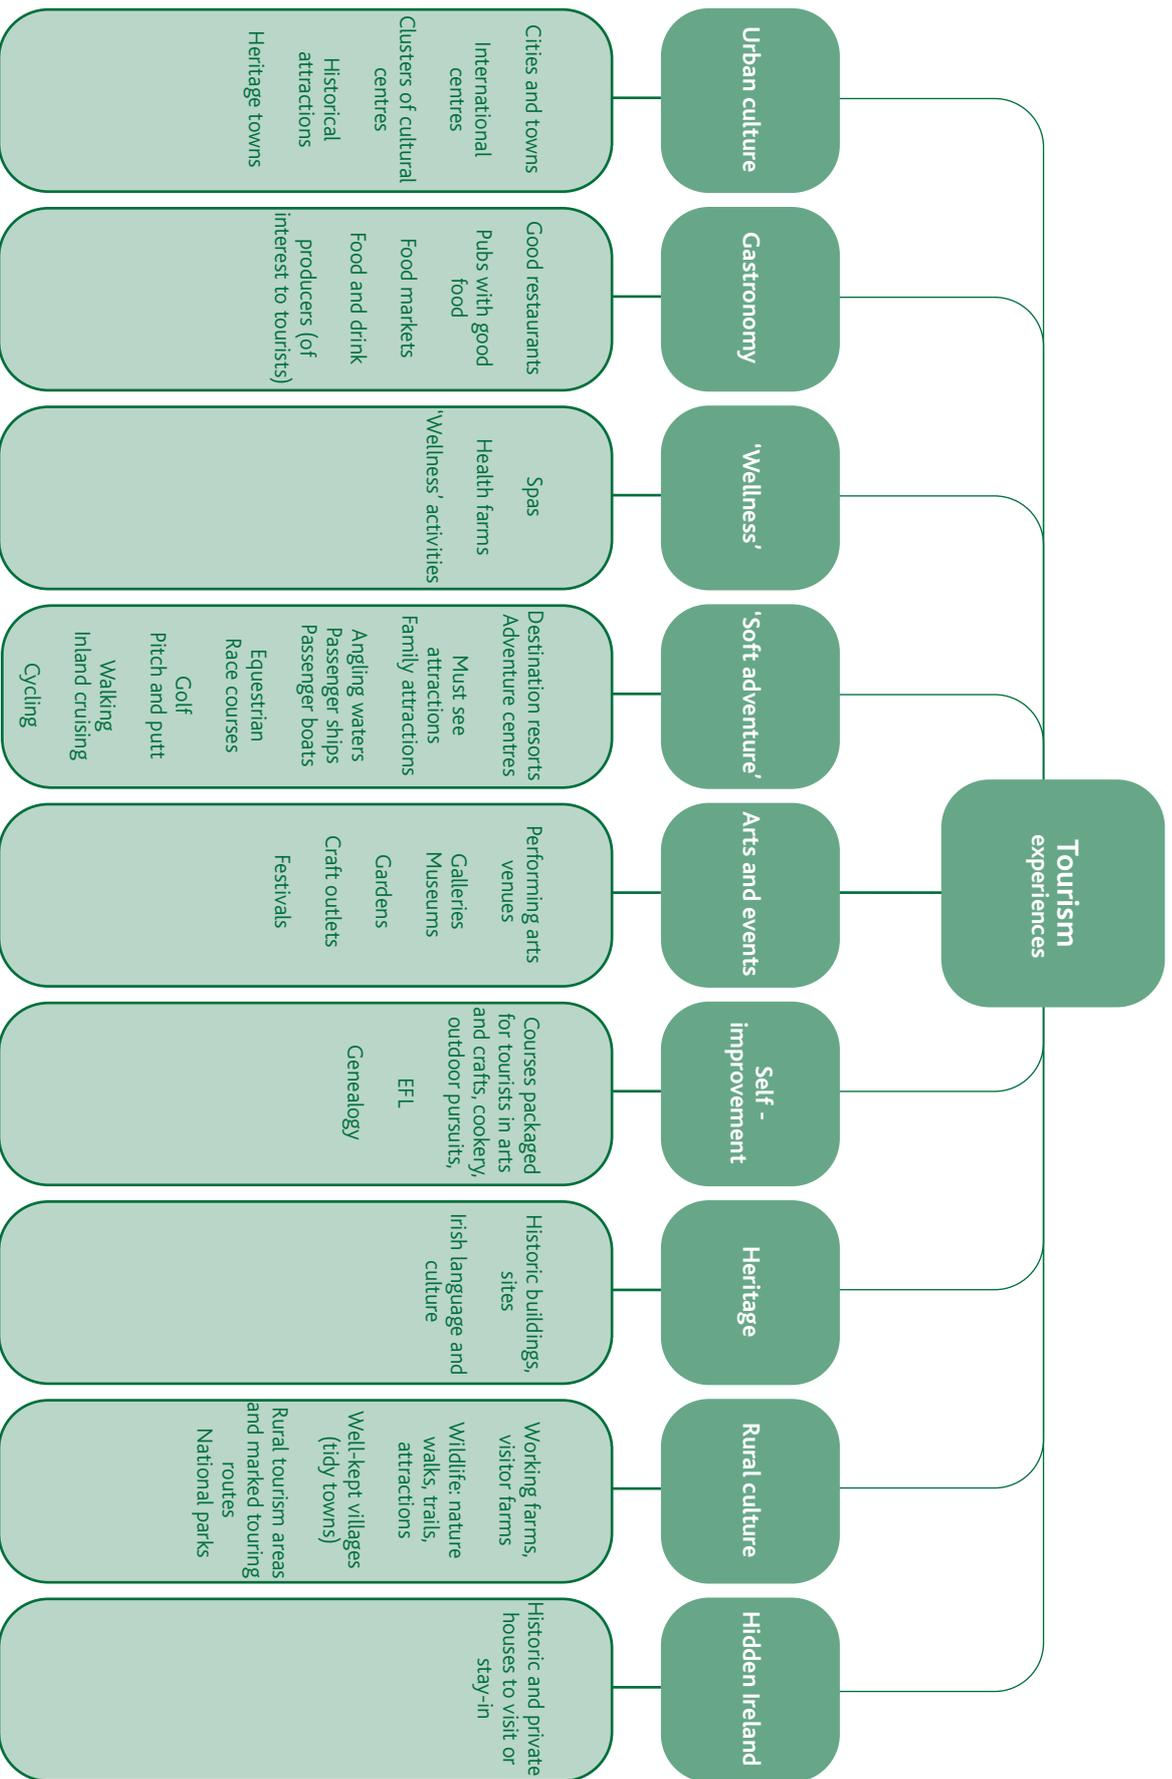 Tourism
experiences
Urban culture
Cities and towns
International
centres
Clusters of cultural
centres
Historical
attractions
Heritage towns
Gastronomy
Good restaurants
Pubs with good
food
Food markets
Food and drink
producers (of
interest to tourists)
'Wellness'
Spas
Health farms
'Wellness' activities
'Soft adventure'
Destination resorts
Adventure centres
Must see
attractions
Family attractions
Angling waters
Passenger ships
Passenger boats
Equestrian
Race courses
Golf
Pitch and putt
Walking
Inland cruising
Cycling
Arts and events
Performing arts
venues
Galleries
Museums
Gardens
Craft outlets
Festivals
Self -
improvement
Courses packaged
for tourists in arts
and crafts, cookery,
outdoor pursuits,
EFL
Genealogy
Heritage
Historic buildings,
sites
Irish language and
culture
Rural culture
Working farms,
visitor farms
Wildlife: nature
walks, trails,
attractions
Well-kept villages
(tidy towns)
Rural tourism areas
and marked touring
routes
National parks
Hidden Ireland
Historic and private
houses to visit or
stay-in